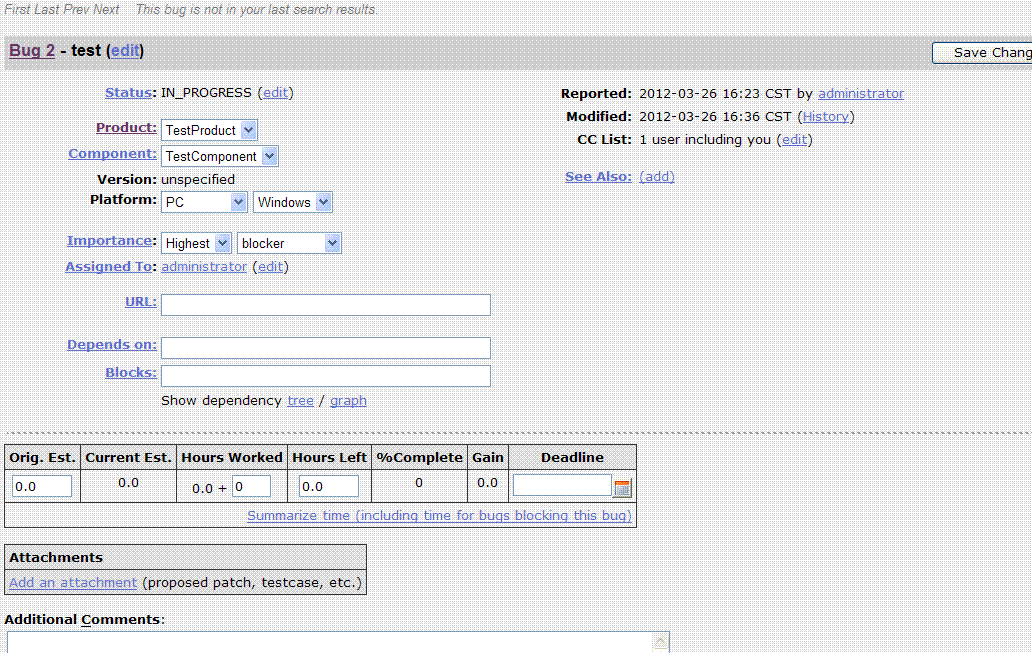 First Last Prev Next This bug is not in your last search results.
Bug 2 - test (edit)
Save Chang
Status: IN_PROGRESS (edit)
Product: TestProduct
Component: TestComponent
Version: unspecified
Platform: PC Windows
Importance: Highest blocker
Assigned To: administrator (edit)
URL:
Depends on:
Blocks:
Show dependency tree / graph
Reported: 2012-03-26 16:23 CST by administrator
Modified: 2012-03-26 16:36 CST (History)
CC List: 1 user including you (edit)
See Also: (add)
Orig. Est. Current Est. Hours Worked Hours Left %Complete Gain Deadline
0.0 0.0 0.0 + 0 0.0 0 0.0
Summarize time (including time for bugs blocking this bug)
Attachments
Add an attachment (proposed patch, testcase, etc.)
Additional Comments: